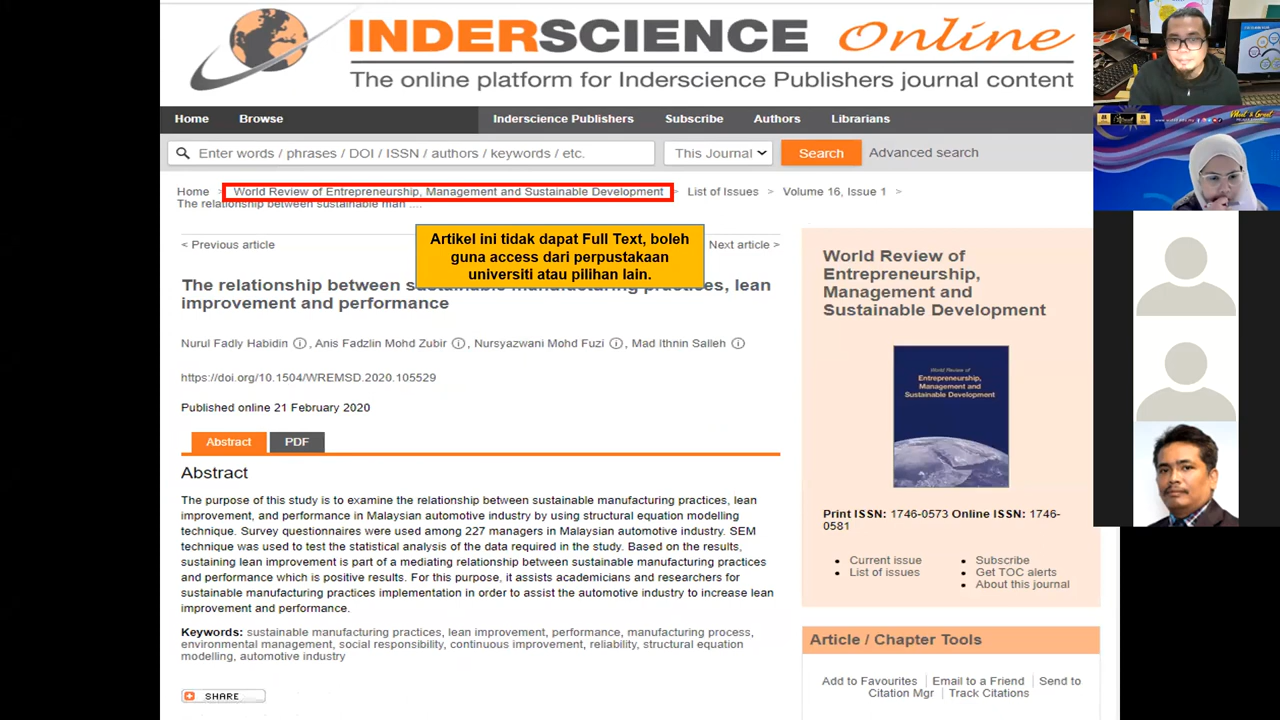 INDERSCIENCE Online
The online platform for Inderscience Publishers journal content
Home Browse Inderscience Publishers Subscribe Authors Librarians
Enter words / phrases / DOI / ISSN / authors / keywords / etc. This Journal Search Advanced search
Home > World Review of Entrepreneurship, Management and Sustainable Development > List of Issues > Volume 16, Issue 1 >
The relationship between sustainable man ....
< Previous article Next article >
Artikel ini tidak dapat Full Text, boleh
guna access dari perpustakaan
universiti atau pilihan lain.
The relationship between sustainable manufacturing practices, lean
improvement and performance
Nurul Fadly Habidin , Anis Fadzlin Mohd Zubir , Nursyazwani Mohd Fuzi , Mad Ithnin Salleh
https://doi.org/10.1504/WREMSD.2020.105529
Published online 21 February 2020
Abstract PDF
Abstract
The purpose of this study is to examine the relationship between sustainable manufacturing practices, lean
improvement, and performance in Malaysian automotive industry by using structural equation modelling
technique. Survey questionnaires were used among 227 managers in Malaysian automotive industry. SEM
technique was used to test the statistical analysis of the data required in the study. Based on the results,
sustaining lean improvement is part of a mediating relationship between sustainable manufacturing practices
and performance which is positive results. For this purpose, it assists academicians and researchers for
sustainable manufacturing practices implementation in order to assist the automotive industry to increase lean
improvement and performance.
Keywords: sustainable manufacturing practices, lean improvement, performance, manufacturing process,
environmental management, social responsibility, continuous improvement, reliability, structural equation
modelling, automotive industry
SHARE
World Review of
Entrepreneurship,
Management and
Sustainable Development
World Review of
Entrepreneurship,
Management and
Sustainable Development
Print ISSN: 1746-0573 Online ISSN: 1746-
0581
Current issue Subscribe
List of issues Get TOC alerts
About this journal
Article / Chapter Tools
Add to Favourites Email to a Friend Send to
Citation Mgr Track Citations
Meet & Greet